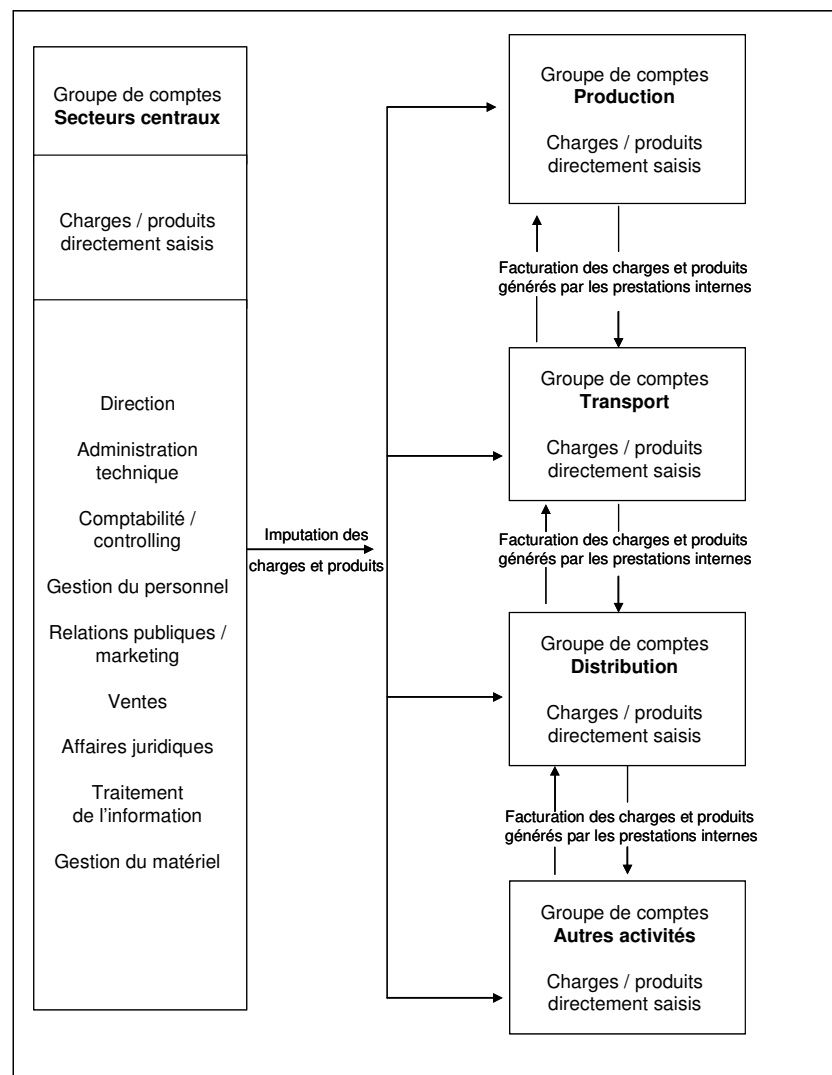 Groupe de comptes
Secteurs centraux
Charges / produits
directement saisis
Direction
Administration
technique
Comptabilité /
controlling
Gestion du personnel
Relations publiques /
marketing
Ventes
Affaires juridiques
Traitement
de l'information
Gestion du matériel
Imputation des
charges et produits
Groupe de comptes
Production
Charges / produits
directement saisis
Facturation des charges et produits
générés par les prestations internes
Groupe de comptes
Transport
Charges / produits
directement saisis
Facturation des charges et produits
générés par les prestations internes
Groupe de comptes
Distribution
Charges / produits
directement saisis
Facturation des charges et produits
générés par les prestations internes
Groupe de comptes
Autres activités
Charges / produits
directement saisis